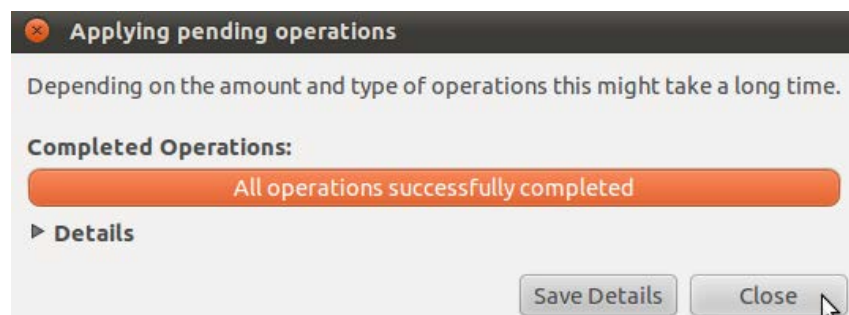 Applying pending operations
Depending on the amount and type of operations this might take a long time.
Completed Operations:
All operations successfully completed
Details
Save Details
Close